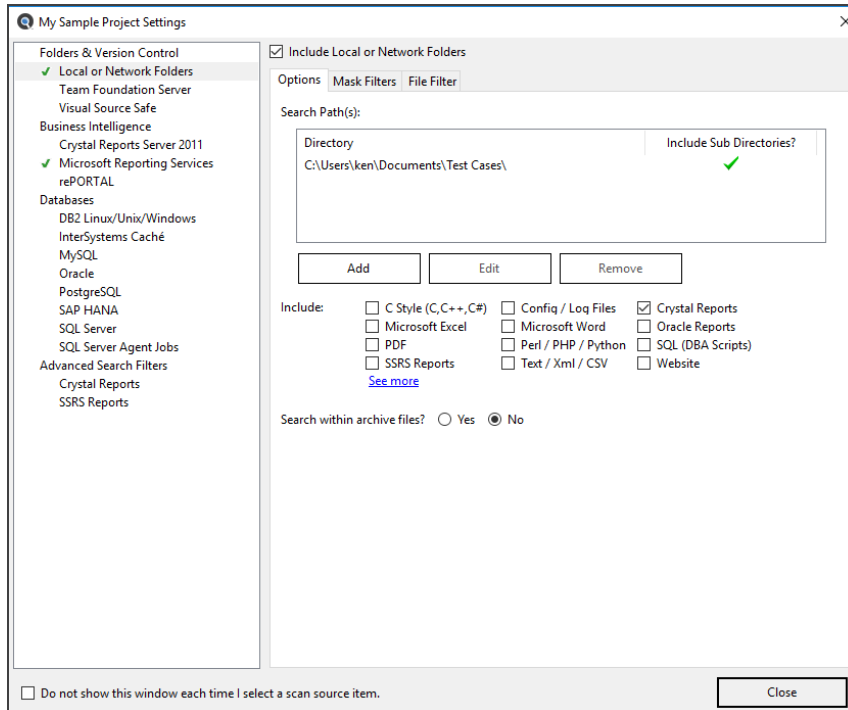 My Sample Project Settings
Folders & Version Control
Local or Network Folders
Team Foundation Server
Visual Source Safe
Business Intelligence
Crystal Reports Server 2011
Microsoft Reporting Services
rePORTAL
Databases
DB2 Linux/Unix/Windows
InterSystems Caché
MySQL
Oracle
PostgreSQL
SAP HANA
SQL Server
SQL Server Agent Jobs
Advanced Search Filters
Crystal Reports
SSRS Reports
Include Local or Network Folders
Options Mask Filters File Filter
Search Path(s):
Directory Include Sub Directories?
C:\Users\ken\Documents\Test Cases\
Add Edit Remove
Include: C Style (C,C++,C#) Config / Log Files Crystal Reports
Microsoft Excel Microsoft Word Oracle Reports
PDF Perl / PHP / Python SQL (DBA Scripts)
SSRS Reports Text / Xml / CSV Website
See more
Search within archive files? Yes No
Do not show this window each time I select a scan source item.
Close